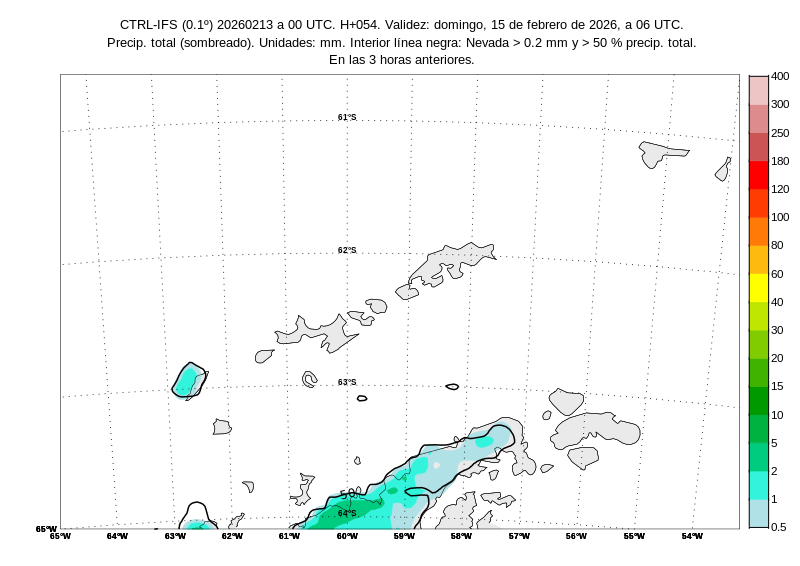 CTRL-IFS (0.1º) 20260213 a 00 UTC. H+054. Validez: domingo, 15 de febrero de 2026, a 06 UTC.
Precip. total (sombreado). Unidades: mm. Interior línea negra: Nevada > 0.2 mm y > 50 % precip. total.
En las 3 horas anteriores.
61°S
62°S
63°S
64°S
50
65°W
65°W 64°W 63°W 62°W 61°W 60°W 59°W 58°W 57°W 56°W 55°W 54°W
400
300
250
180
120
100
80
60
40
30
20
15
10
5
2
1
0.5